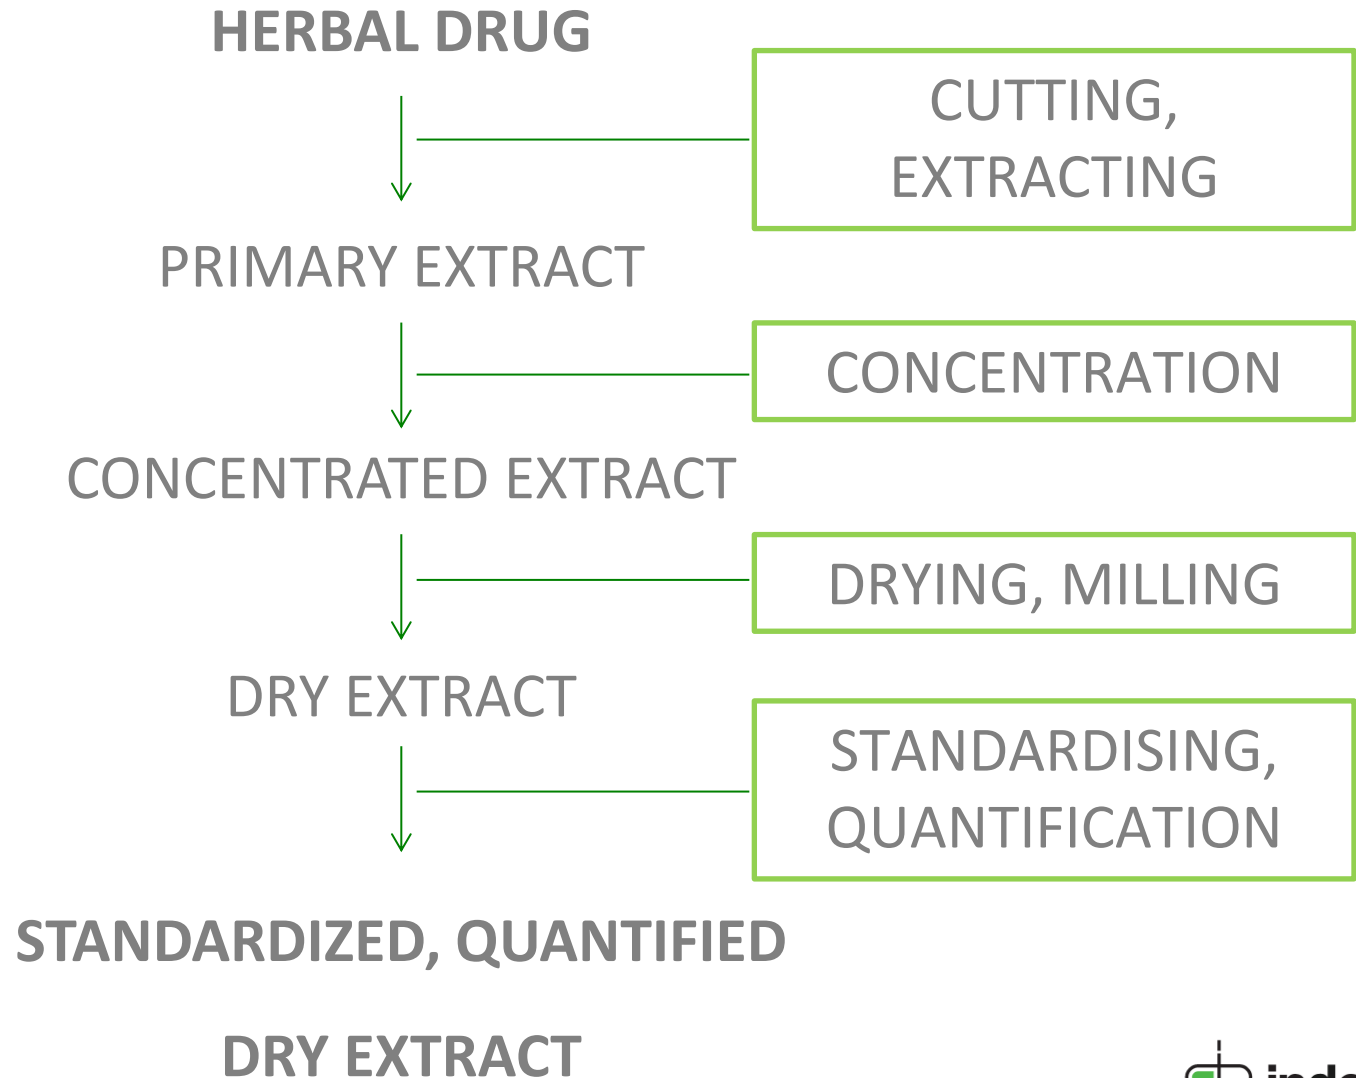 HERBAL DRUG
CUTTING,
EXTRACTING
PRIMARY EXTRACT
CONCENTRATION
CONCENTRATED EXTRACT
DRYING, MILLING
DRY EXTRACT
STANDARDISING,
QUANTIFICATION
STANDARDIZED, QUANTIFIED
DRY EXTRACT